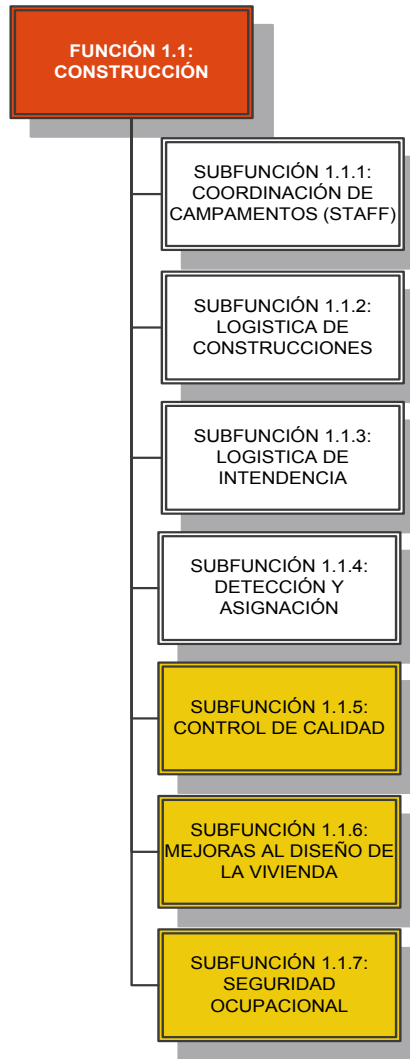 FUNCIÓN 1.1:
CONSTRUCCIÓN
SUBFUNCIÓN 1.1.1:
COORDINACIÓN DE
CAMPAMENTOS (STAFF)
SUBFUNCIÓN 1.1.2:
LOGISTICA DE
CONSTRUCCIONES
SUBFUNCIÓN 1.1.3:
LOGISTICA DE
INTENDENCIA
SUBFUNCIÓN 1.1.4:
DETECCIÓN Y
ASIGNACIÓN
SUBFUNCIÓN 1.1.5:
CONTROL DE CALIDAD
SUBFUNCIÓN 1.1.6:
MEJORAS AL DISEÑO DE
LA VIVIENDA
SUBFUNCIÓN 1.1.7:
SEGURIDAD
OCUPACIONAL